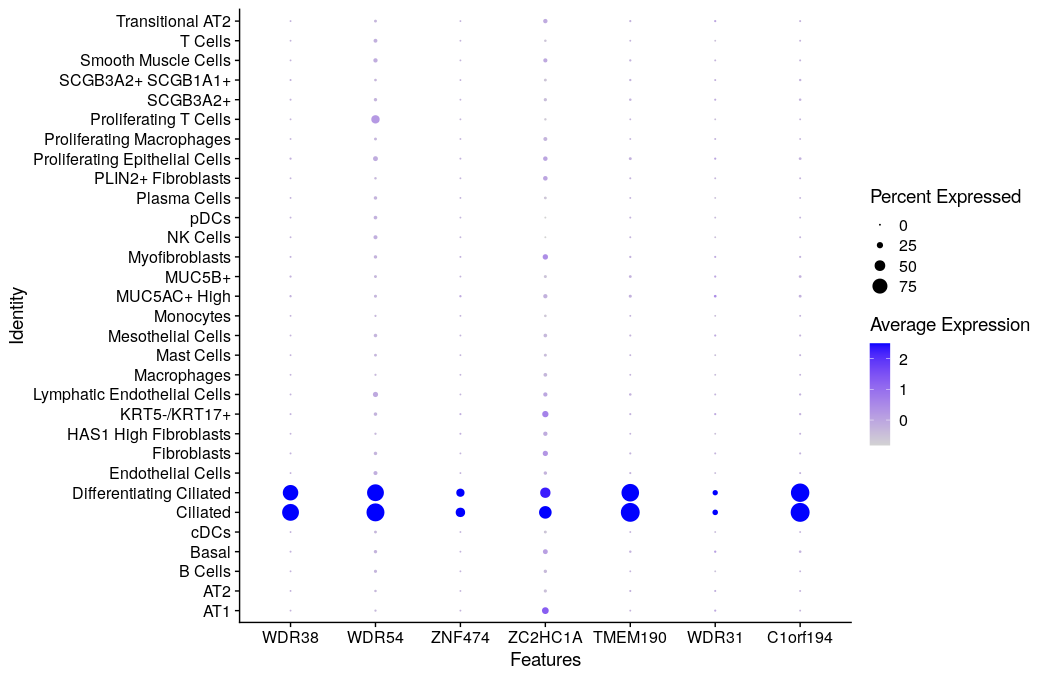 Transitional AT2
T Cells
Smooth Muscle Cells
SCGB3A2+ SCGB1A1+
SCGB3A2+
Proliferating T Cells
Proliferating Macrophages
Proliferating Epithelial Cells
PLIN2+ Fibroblasts
Plasma Cells
pDCs
NK Cells
Myofibroblasts
MUC5B+
MUC5AC+ High
Monocytes
Mesothelial Cells
Mast Cells
Macrophages
Lymphatic Endothelial Cells
KRT5-/KRT17+
HAS1 High Fibroblasts
Fibroblasts
Endothelial Cells
Differentiating Ciliated
Ciliated
cDCs
Basal
B Cells
AT2
AT1
Identity
WDR38 WDR54 ZNF474 ZC2HC1A TMEM190 WDR31 C1orf194
Features
Percent Expressed
0
25
50
75
Average Expression
2
1
0